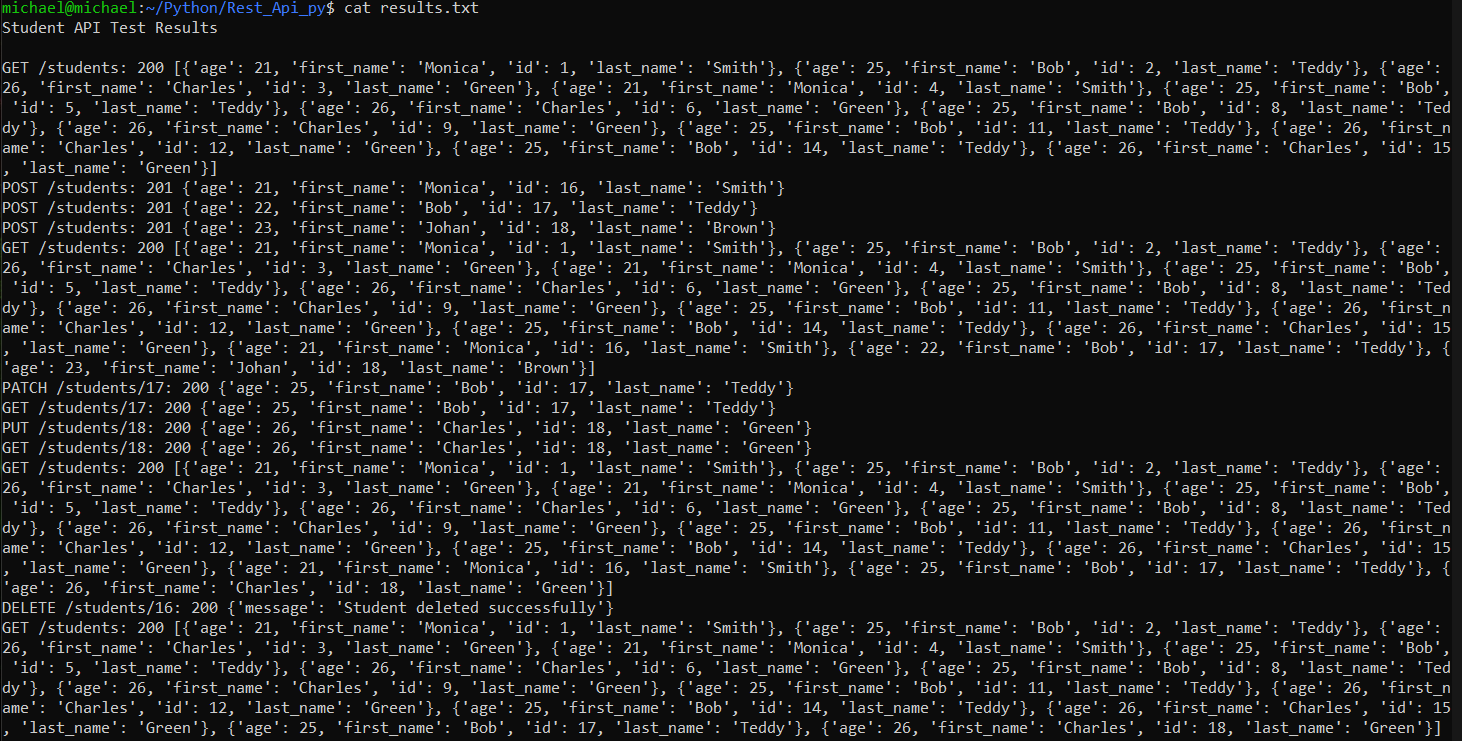 michael@michael:~/Python/Rest_Api_py$ cat results.txt
Student API Test Results
GET /students: 200 [{'age': 21, 'first_name': 'Monica', 'id': 1, 'last_name': 'Smith'}, {'age': 25, 'first_name': 'Bob', 'id': 2, 'last_name': 'Teddy'}, {'age':
26, 'first_name': 'Charles', 'id': 3, 'last_name': 'Green'}, {'age': 21, 'first_name': 'Monica', 'id': 4, 'last_name': 'Smith'}, {'age': 25, 'first_name': 'Bob',
'id': 5, 'last_name': 'Teddy'}, {'age': 26, 'first_name': 'Charles', 'id': 6, 'last_name': 'Green'}, {'age': 25, 'first_name': 'Bob', 'id': 8, 'last_name': 'Ted
dy'}, {'age': 26, 'first_name': 'Charles', 'id': 9, 'last_name': 'Green'}, {'age': 25, 'first_name': 'Bob', 'id': 11, 'last_name': 'Teddy'}, {'age': 26, 'first_n
ame': 'Charles', 'id': 12, 'last_name': 'Green'}, {'age': 25, 'first_name': 'Bob', 'id': 14, 'last_name': 'Teddy'}, {'age': 26, 'first_name': 'Charles', 'id': 15
, 'last_name': 'Green'}]
POST /students: 201 {'age': 21, 'first_name': 'Monica', 'id': 16, 'last_name': 'Smith'}
POST /students: 201 {'age': 22, 'first_name': 'Bob', 'id': 17, 'last_name': 'Teddy'}
POST /students: 201 {'age': 23, 'first_name': 'Johan', 'id': 18, 'last_name': 'Brown'}
GET /students: 200 [{'age': 21, 'first_name': 'Monica', 'id': 1, 'last_name': 'Smith'}, {'age': 25, 'first_name': 'Bob', 'id': 2, 'last_name': 'Teddy'}, {'age':
26, 'first_name': 'Charles', 'id': 3, 'last_name': 'Green'}, {'age': 21, 'first_name': 'Monica', 'id': 4, 'last_name': 'Smith'}, {'age': 25, 'first_name': 'Bob',
'id': 5, 'last_name': 'Teddy'}, {'age': 26, 'first_name': 'Charles', 'id': 6, 'last_name': 'Green'}, {'age': 25, 'first_name': 'Bob', 'id': 8, 'last_name': 'Ted
dy'}, {'age': 26, 'first_name': 'Charles', 'id': 9, 'last_name': 'Green'}, {'age': 25, 'first_name': 'Bob', 'id': 11, 'last_name': 'Teddy'}, {'age': 26, 'first_n
ame': 'Charles', 'id': 12, 'last_name': 'Green'}, {'age': 25, 'first_name': 'Bob', 'id': 14, 'last_name': 'Teddy'}, {'age': 26, 'first_name': 'Charles', 'id': 15
, 'last_name': 'Green'}, {'age': 21, 'first_name': 'Monica', 'id': 16, 'last_name': 'Smith'}, {'age': 22, 'first_name': 'Bob', 'id': 17, 'last_name': 'Teddy'}, {
'age': 23, 'first_name': 'Johan', 'id': 18, 'last_name': 'Brown'}]
PATCH /students/17: 200 {'age': 25, 'first_name': 'Bob', 'id': 17, 'last_name': 'Teddy'}
GET /students/17: 200 {'age': 25, 'first_name': 'Bob', 'id': 17, 'last_name': 'Teddy'}
PUT /students/18: 200 {'age': 26, 'first_name': 'Charles', 'id': 18, 'last_name': 'Green'}
GET /students/18: 200 {'age': 26, 'first_name': 'Charles', 'id': 18, 'last_name': 'Green'}
GET /students: 200 [{'age': 21, 'first_name': 'Monica', 'id': 1, 'last_name': 'Smith'}, {'age': 25, 'first_name': 'Bob', 'id': 2, 'last_name': 'Teddy'}, {'age':
26, 'first_name': 'Charles', 'id': 3, 'last_name': 'Green'}, {'age': 21, 'first_name': 'Monica', 'id': 4, 'last_name': 'Smith'}, {'age': 25, 'first_name': 'Bob',
'id': 5, 'last_name': 'Teddy'}, {'age': 26, 'first_name': 'Charles', 'id': 6, 'last_name': 'Green'}, {'age': 25, 'first_name': 'Bob', 'id': 8, 'last_name': 'Ted
dy'}, {'age': 26, 'first_name': 'Charles', 'id': 9, 'last_name': 'Green'}, {'age': 25, 'first_name': 'Bob', 'id': 11, 'last_name': 'Teddy'}, {'age': 26, 'first_n
ame': 'Charles', 'id': 12, 'last_name': 'Green'}, {'age': 25, 'first_name': 'Bob', 'id': 14, 'last_name': 'Teddy'}, {'age': 26, 'first_name': 'Charles', 'id': 15
, 'last_name': 'Green'}, {'age': 21, 'first_name': 'Monica', 'id': 16, 'last_name': 'Smith'}, {'age': 25, 'first_name': 'Bob', 'id': 17, 'last_name': 'Teddy'}, {
'age': 26, 'first_name': 'Charles', 'id': 18, 'last_name': 'Green'}]
DELETE /students/16: 200 {'message': 'Student deleted successfully'}
GET /students: 200 [{'age': 21, 'first_name': 'Monica', 'id': 1, 'last_name': 'Smith'}, {'age': 25, 'first_name': 'Bob', 'id': 2, 'last_name': 'Teddy'}, {'age':
26, 'first_name': 'Charles', 'id': 3, 'last_name': 'Green'}, {'age': 21, 'first_name': 'Monica', 'id': 4, 'last_name': 'Smith'}, {'age': 25, 'first_name': 'Bob',
'id': 5, 'last_name': 'Teddy'}, {'age': 26, 'first_name': 'Charles', 'id': 6, 'last_name': 'Green'}, {'age': 25, 'first_name': 'Bob', 'id': 8, 'last_name': 'Ted
dy'}, {'age': 26, 'first_name': 'Charles', 'id': 9, 'last_name': 'Green'}, {'age': 25, 'first_name': 'Bob', 'id': 11, 'last_name': 'Teddy'}, {'age': 26, 'first_n
ame': 'Charles', 'id': 12, 'last_name': 'Green'}, {'age': 25, 'first_name': 'Bob', 'id': 14, 'last_name': 'Teddy'}, {'age': 26, 'first_name': 'Charles', 'id': 15
, 'last_name': 'Green'}, {'age': 25, 'first_name': 'Bob', 'id': 17, 'last_name': 'Teddy'}, {'age': 26, 'first_name': 'Charles', 'id': 18, 'last_name': 'Green'}]